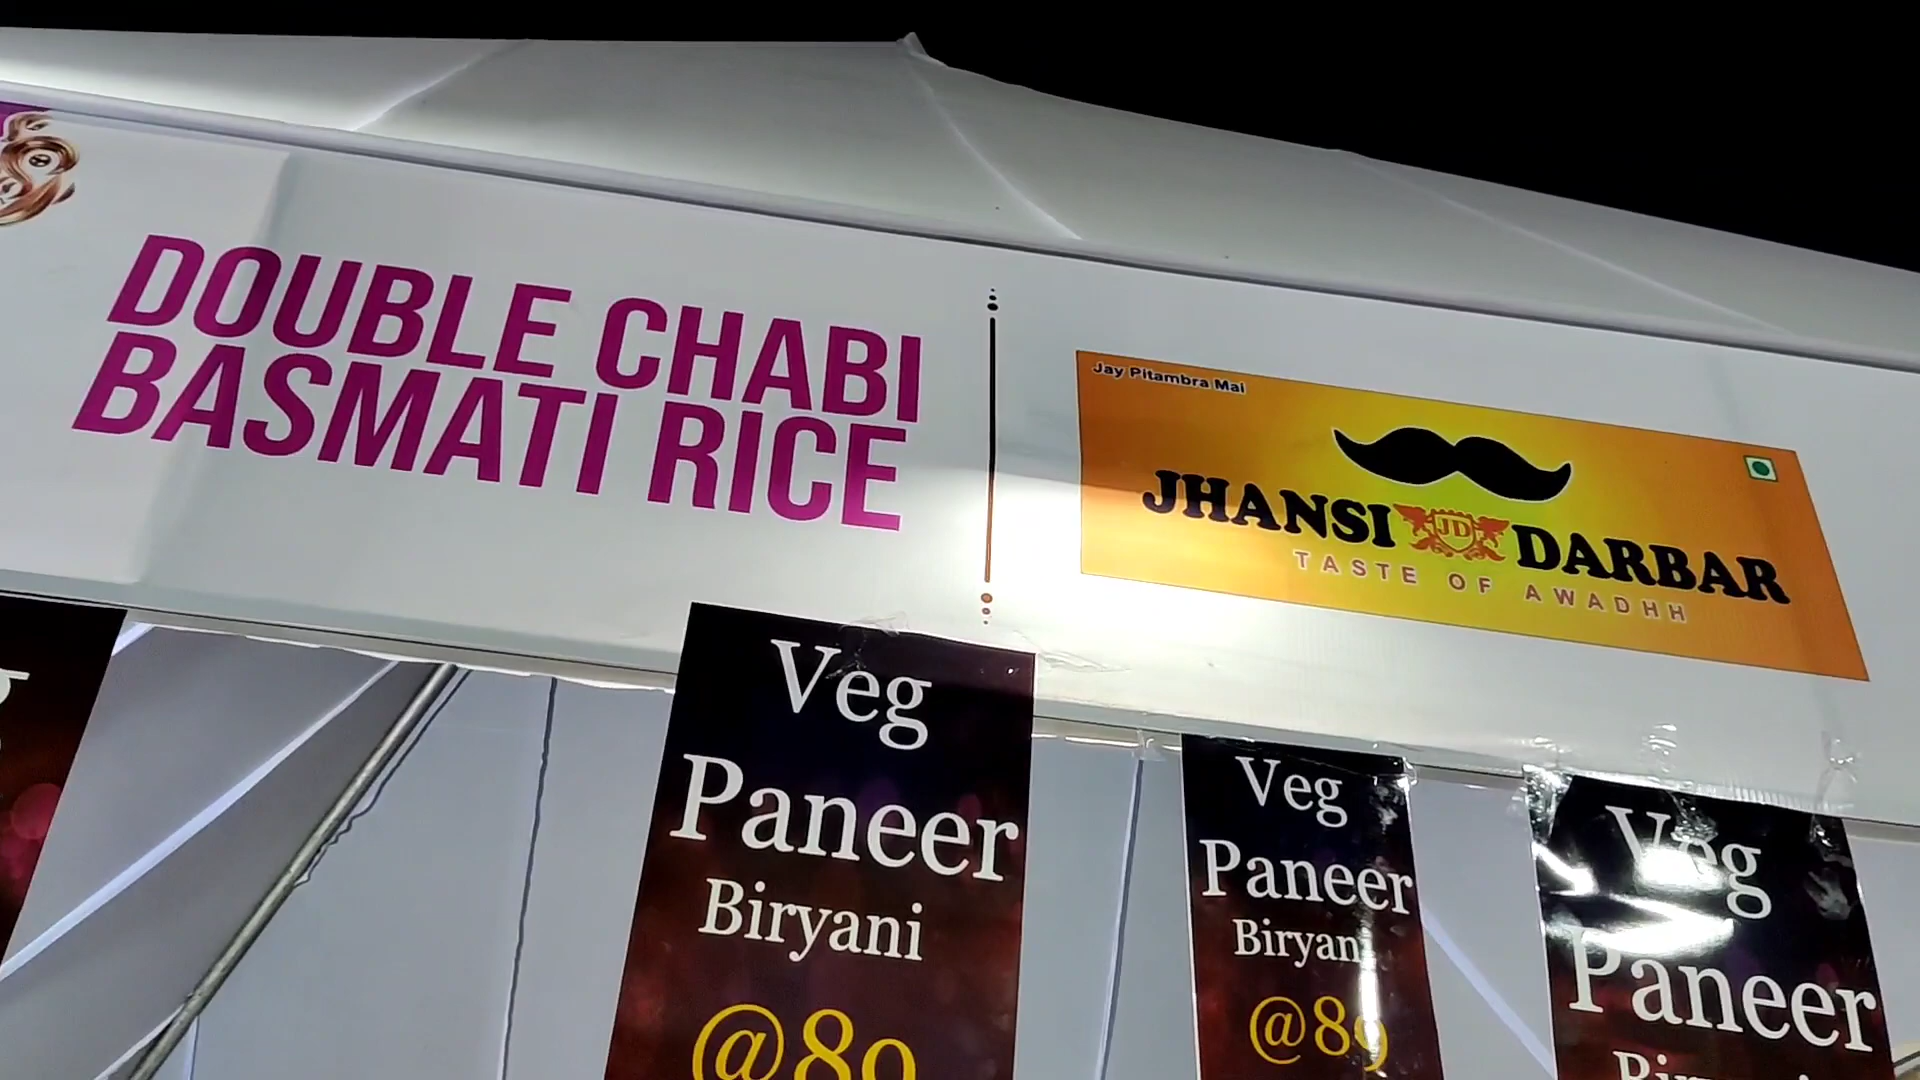 DOUBLE CHABI
BASMATI RICE
Jay Pitambra Mai
JHANSI JD DARBAR
TASTE OF AWADHH
Veg
Paneer
Biryani
@89
Veg
Paneer
Biryani
@89
Veg
Paneer